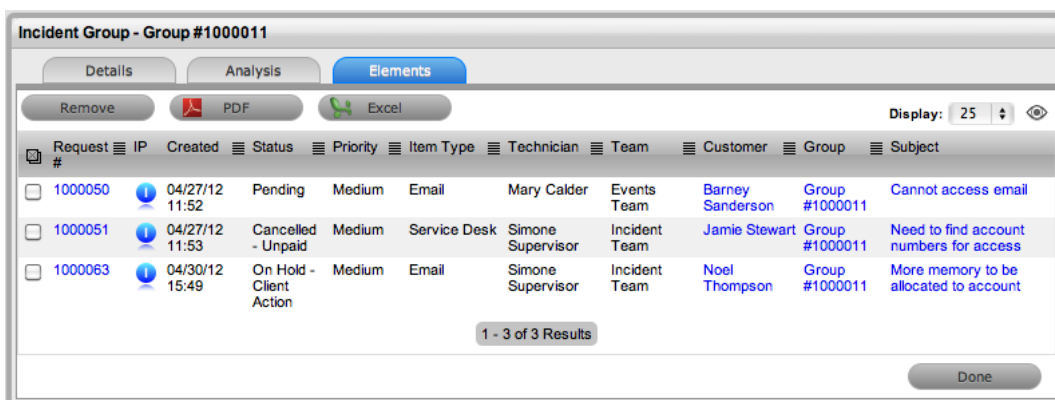 Incident Group - Group #1000011
Details Analysis Elements
Remove PDF Excel Display: 25
Request # IP Created Status Priority Item Type Technician Team Customer Group Subject
1000050 04/27/12 Pending Medium Email Mary Calder Events Barney Group Cannot access email
11:52 Team Sanderson #1000011
1000051 04/27/12 Cancelled Medium Service Desk Simone Incident Jamie Stewart Group Need to find account
11:53 - Unpaid Supervisor Team #1000011 numbers for access
1000063 04/30/12 On Hold - Medium Email Simone Incident Noel Group More memory to be
15:49 Client Supervisor Team Thompson #1000011 allocated to account
Action
1 - 3 of 3 Results
Done